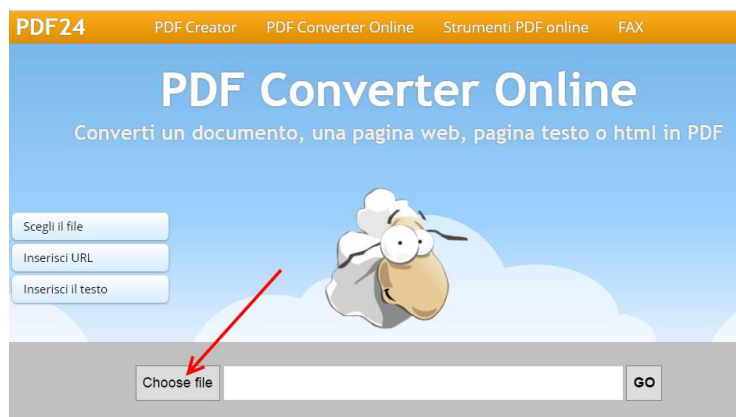 PDF24 PDF Creator PDF Converter Online Strumenti PDF online FAX
PDF Converter Online
Converti un documento, una pagina web, pagina testo o html in PDF
Scegli il file
Inserisci URL
Inserisci il testo
Choose file GO